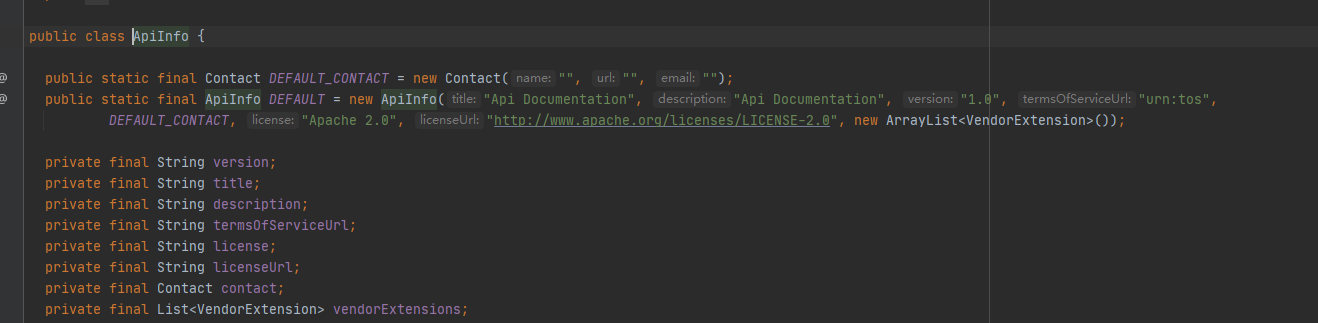 public class ApiInfo {
@ public static final Contact DEFAULT_CONTACT = new Contact( name: "", url: "", email: "");
@ public static final ApiInfo DEFAULT = new ApiInfo( title: "Api Documentation", description: "Api Documentation", version: "1.0", termsOfServiceUrl: "urn:tos",
DEFAULT_CONTACT, license: "Apache 2.0", licenseUrl: "http://www.apache.org/licenses/LICENSE-2.0", new ArrayList<VendorExtension>());
private final String version;
private final String title;
private final String description;
private final String termsOfServiceUrl;
private final String license;
private final String licenseUrl;
private final Contact contact;
private final List<VendorExtension> vendorExtensions;